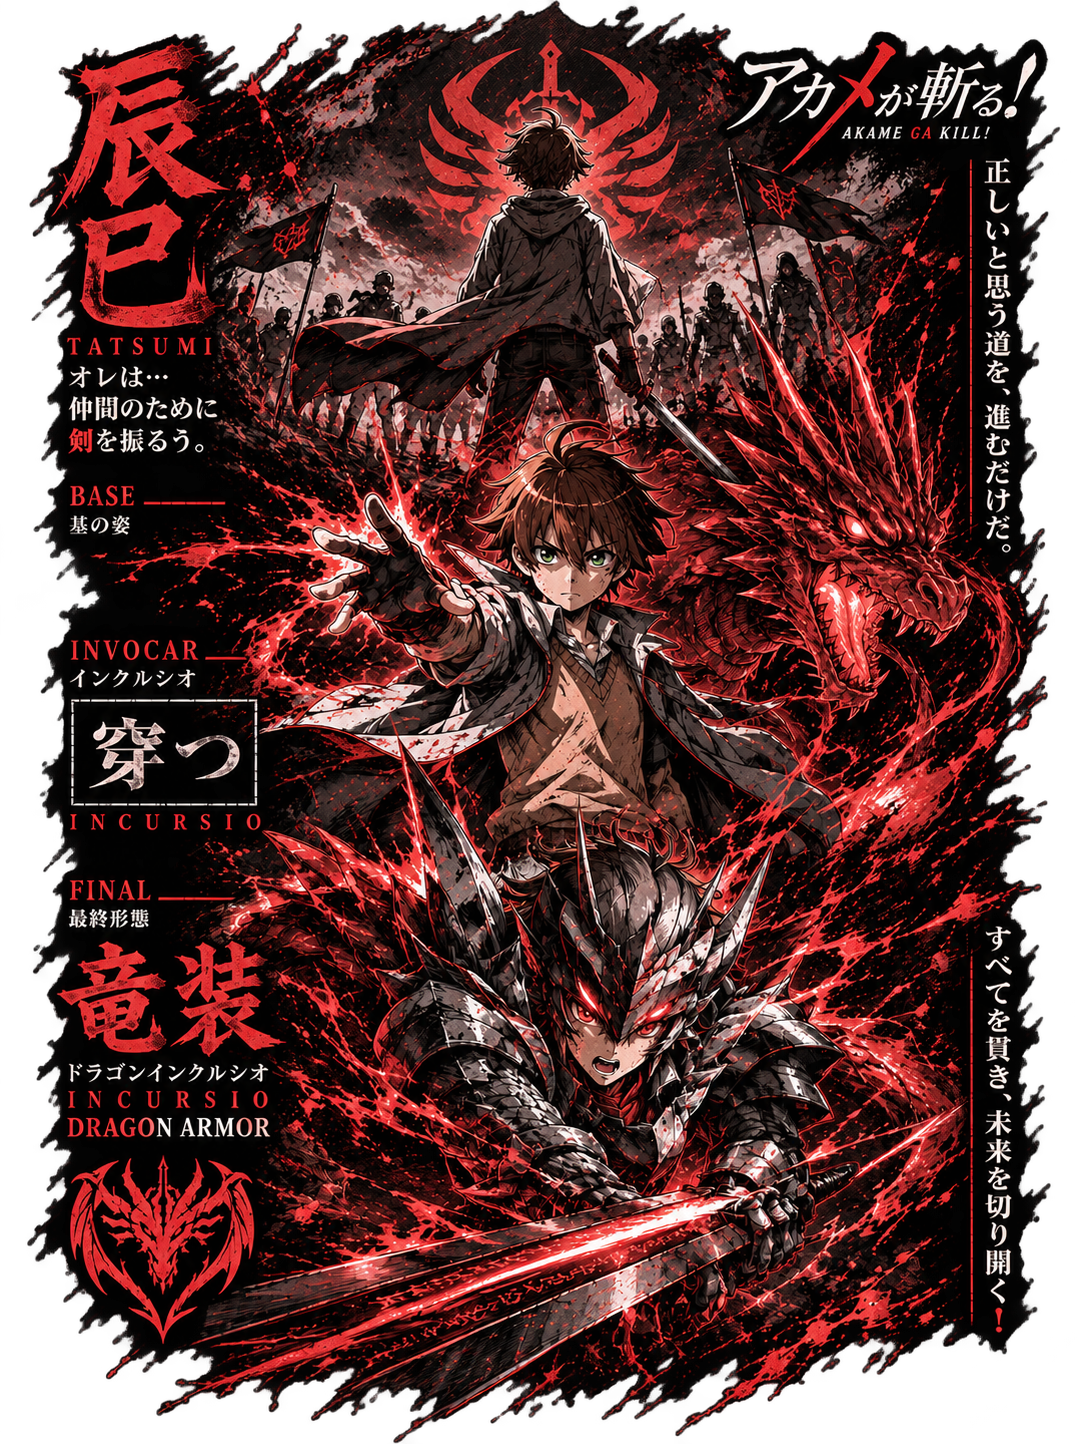 辰巳
TATSUMI
オレは…
仲間のために
剣を振るう。
BASE
基の姿
INVOCAR
インクルシオ
穿つ
INCURSIO
FINAL
最終形態
竜装
ドラゴンインクルシオ
INCURSIO
DRAGON ARMOR
アカメが斬る!
AKAME GA KILL!
正しいと思う道を、進むだけだ。
すべてを貫き、未来を切り開く!